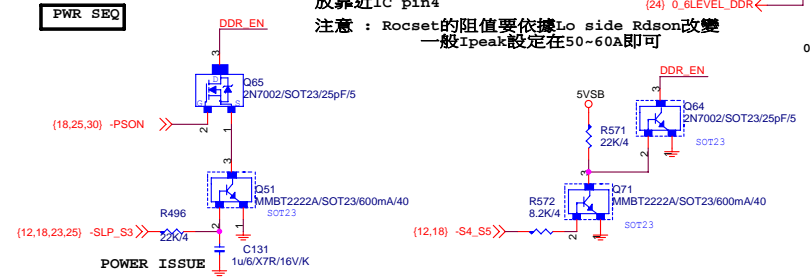 PWR SEQ
放靠近IC pin4
{24} 0_6LEVEL_DDR
注意 : Rocset的阻值要依據Lo side Rdson改變
一般Ipeak設定在50~60A即可
0
DDR_EN
3
Q65
2N7002/SOT23/25pF/5
D
G
S
{18,25,30} -PSON
2
1
3
Q51
MMBT2222A/SOT23/600mA/40
SOT23
R496
22K/4
2
1
{12,18,23,25} -SLP_S3
C131
1u/6/X7R/16V/K
POWER ISSUE
DDR_EN
5VSB
3
Q64
2N7002/SOT23/25pF/5
R571
22K/4
SOT23
2
1
3
Q71
MMBT2222A/SOT23/600mA/40
R572
8.2K/4
SOT23
{12,18} -S4_S5
2
1